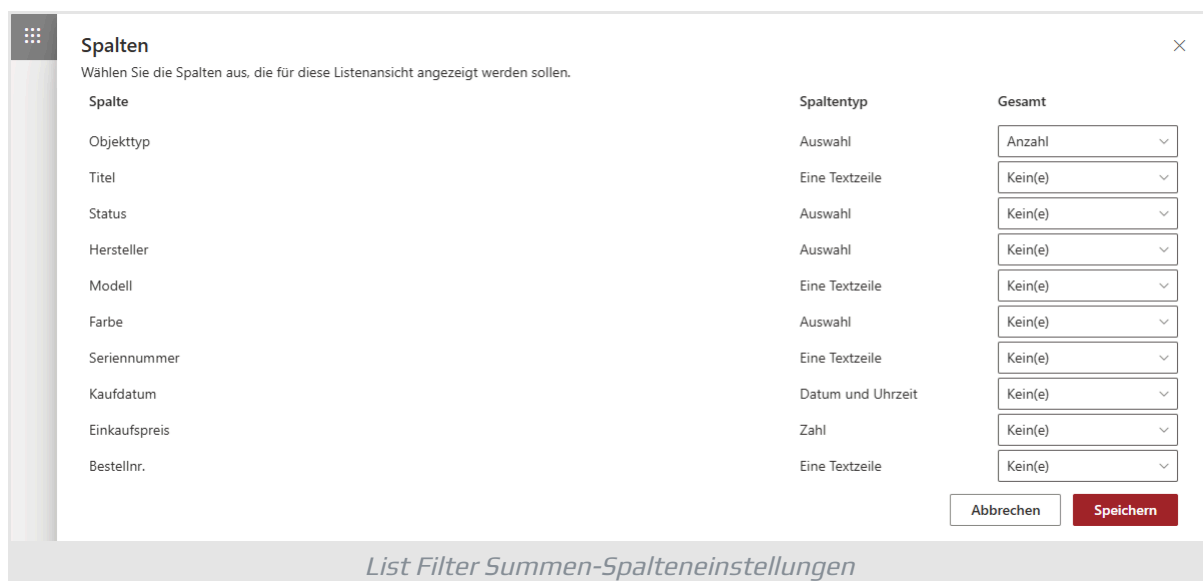 Spalten
Wählen Sie die Spalten aus, die für diese Listenansicht angezeigt werden sollen.
Spalte Spaltentyp Gesamt
Objekttyp Auswahl Anzahl
Titel Eine Textzeile Kein(e)
Status Auswahl Kein(e)
Hersteller Auswahl Kein(e)
Modell Eine Textzeile Kein(e)
Farbe Auswahl Kein(e)
Seriennummer Eine Textzeile Kein(e)
Kaufdatum Datum und Uhrzeit Kein(e)
Einkaufspreis Zahl Kein(e)
Bestellnr. Eine Textzeile Kein(e)
Abbrechen Speichern
List Filter Summen-Spalteneinstellungen